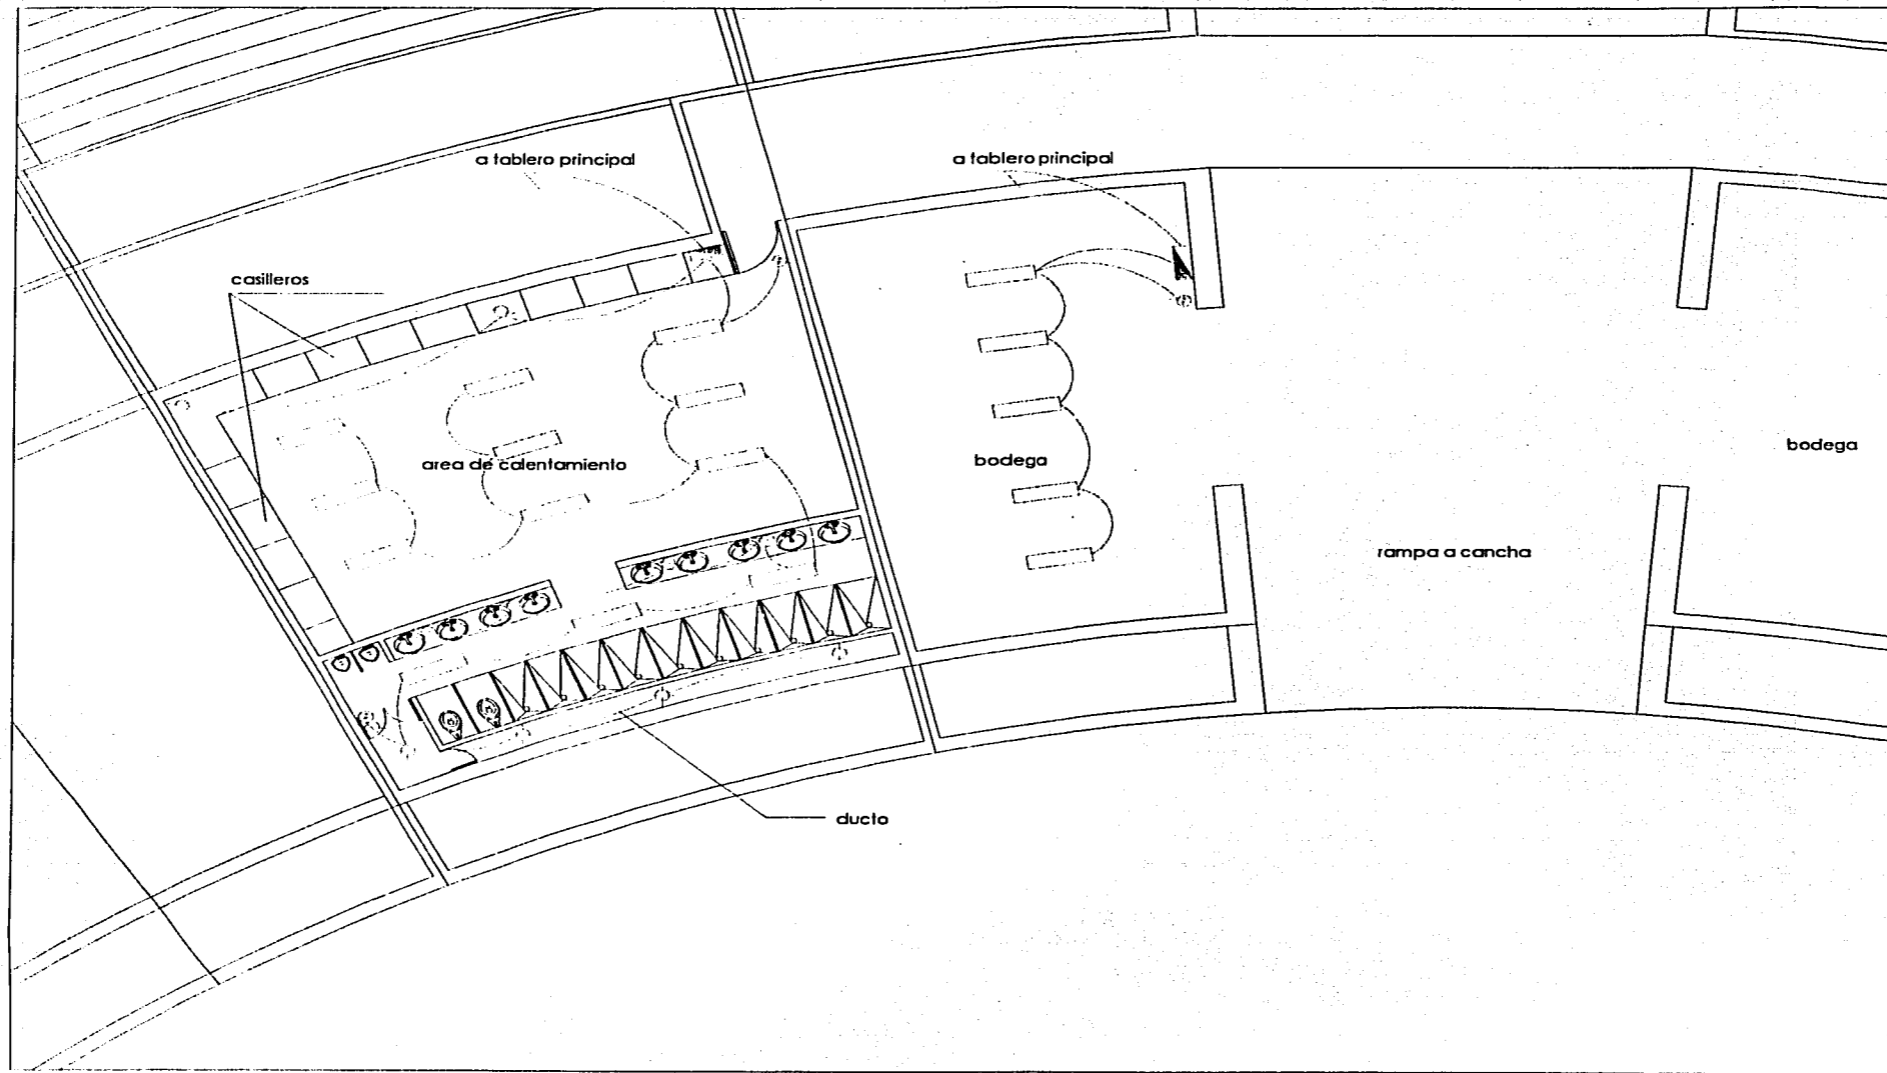 a tablero principal
a tablero principal
casilleros
area de calentamiento
bodega
bodega
rampa a cancha
ducto